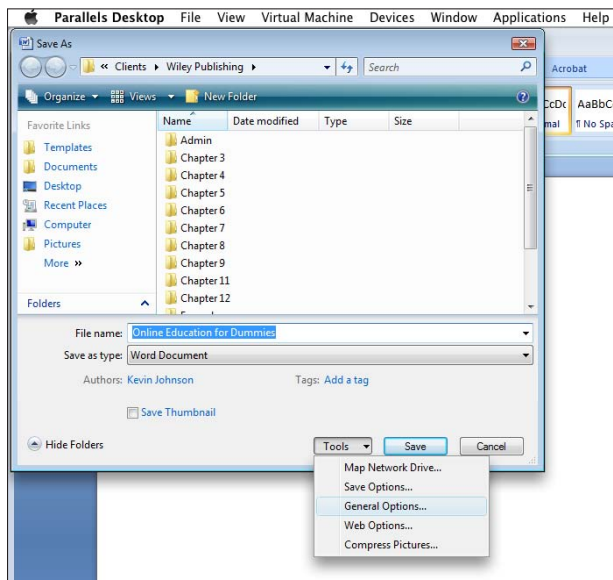 Parallels Desktop File View Virtual Machine Devices Window Applications Help
Save As
« Clients ▸ Wiley Publishing ▸ Search
Acrobat
Organize Views New Folder
Favorite Links
Name Date modified Type Size
Templates
Documents
Desktop
Recent Places
Computer
Pictures
More »
Folders
Admin
Chapter 3
Chapter 4
Chapter 5
Chapter 6
Chapter 7
Chapter 8
Chapter 9
Chapter 11
Chapter 12
AaBbC
¶ No Spa
File name: Online Education for Dummies
Save as type: Word Document
Authors: Kevin Johnson Tags: Add a tag
Save Thumbnail
Hide Folders Tools Save Cancel
Map Network Drive...
Save Options...
General Options...
Web Options...
Compress Pictures...